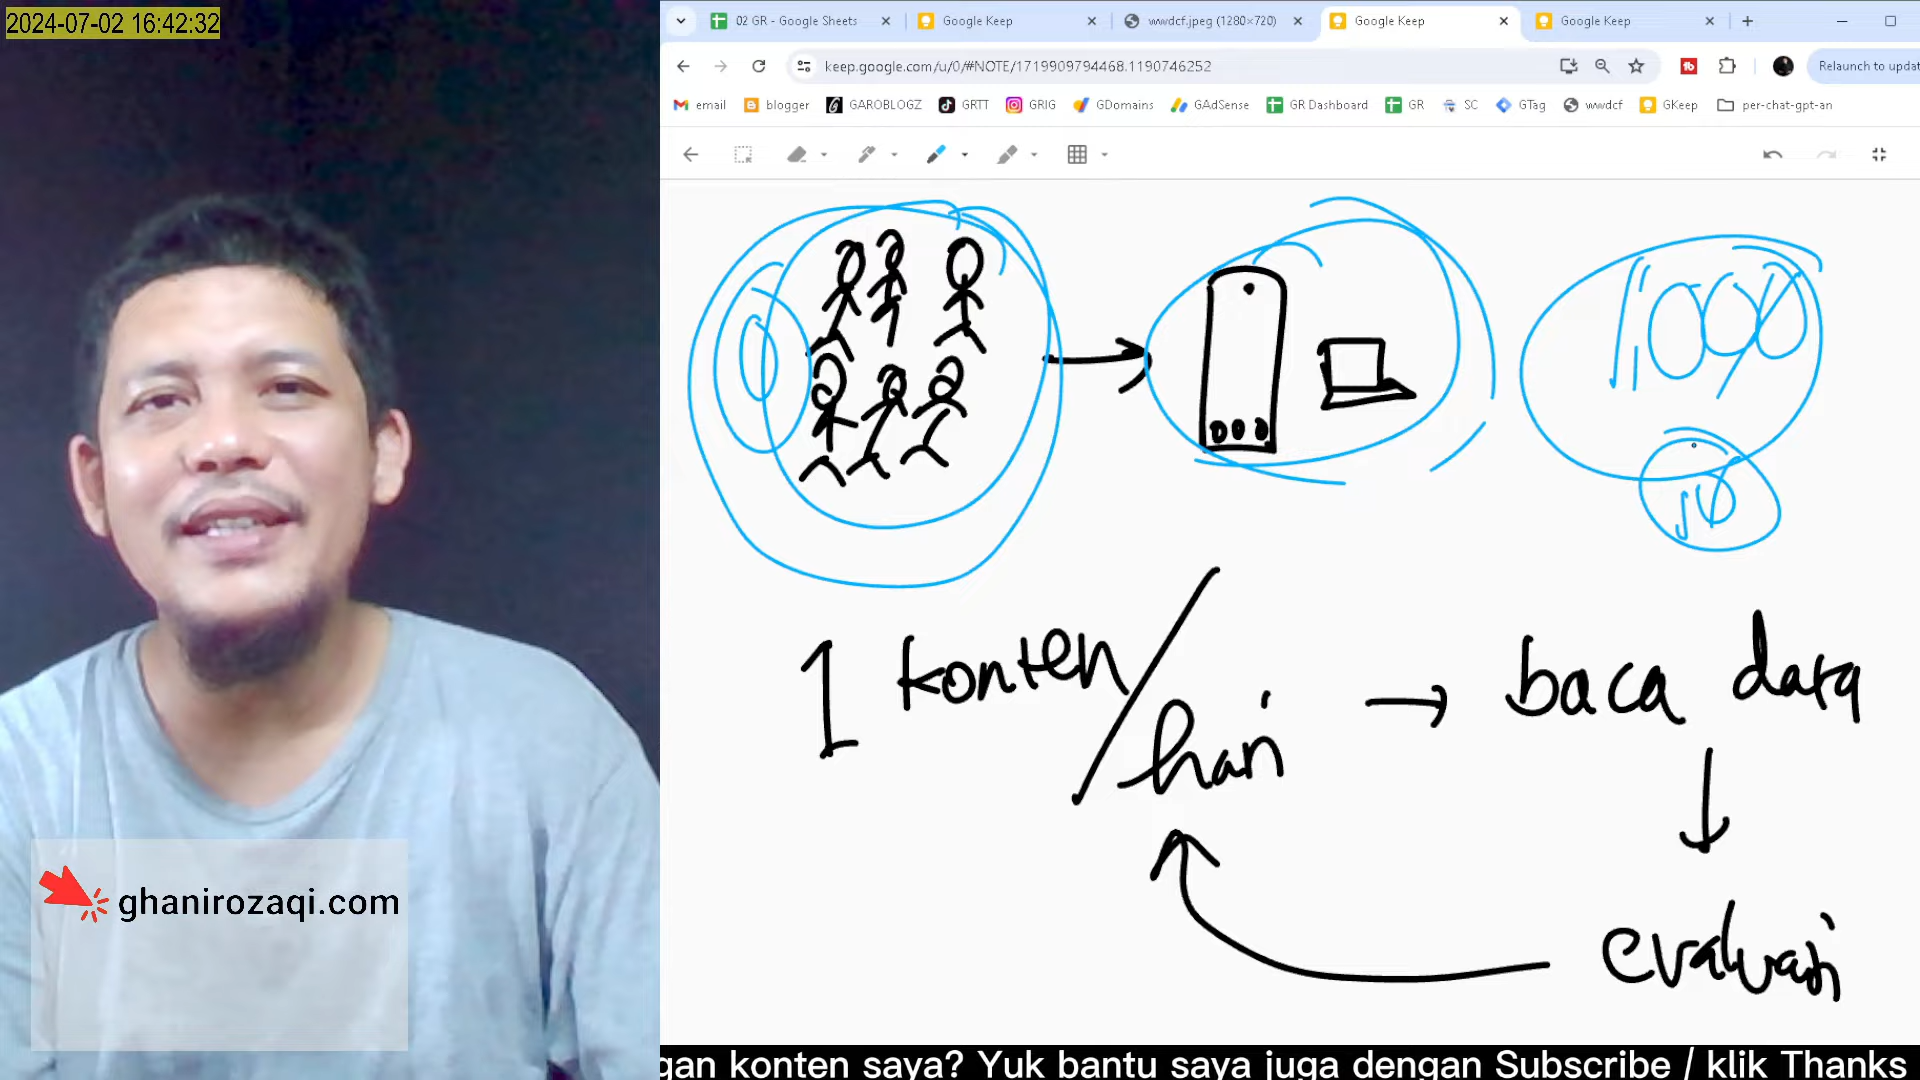 2024-07-02 16:42:32
02 GR - Google Sheets
Google Keep
wwdcf.jpeg (1280×720)
Google Keep
Google Keep
keep.google.com/u/0/#NOTE/1719909794468.1190746252
Relaunch to updat
email blogger GAROBLOGZ GRTT GRIG GDomains GAdSense GR Dashboard GR SC GTag wwdcf GKeep per-chat-gpt-an
1 konten/hari → baca data
evaluasi
ghanirozaqi.com
gan konten saya? Yuk bantu saya juga dengan Subscribe / klik Thanks